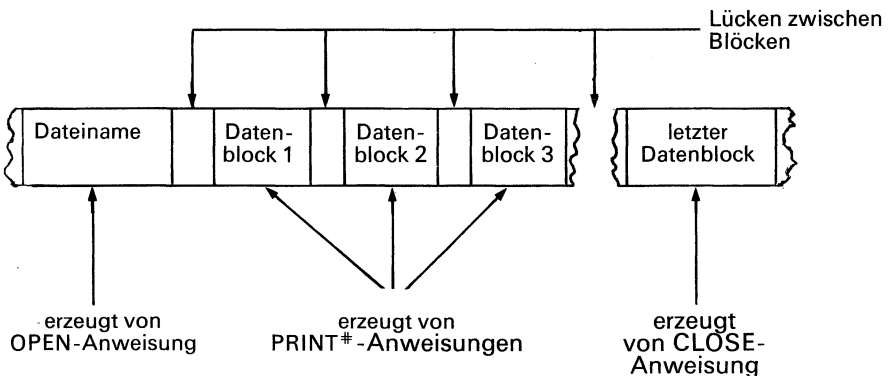 Lücken zwischen
Blöcken
Dateiname
Daten-
block 1
Daten-
block 2
Daten-
block 3
letzter
Datenblock
erzeugt von
OPEN-Anweisung
erzeugt von
PRINT#-Anweisungen
erzeugt
von CLOSE-
Anweisung